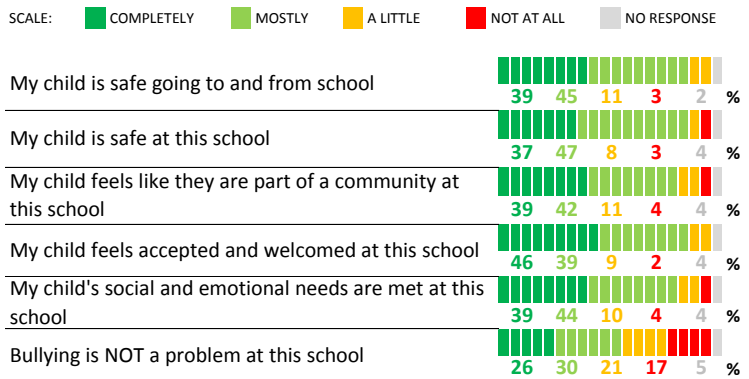 SCALE: COMPLETELY MOSTLY A LITTLE NOT AT ALL NO RESPONSE
My child is safe going to and from school
39 45 11 3 2 %
My child is safe at this school
37 47 8 3 4 %
My child feels like they are part of a community at
this school
39 42 11 4 4 %
My child feels accepted and welcomed at this school
46 39 9 2 4 %
My child's social and emotional needs are met at this
school
39 44 10 4 4 %
Bullying is NOT a problem at this school
26 30 21 17 5 %